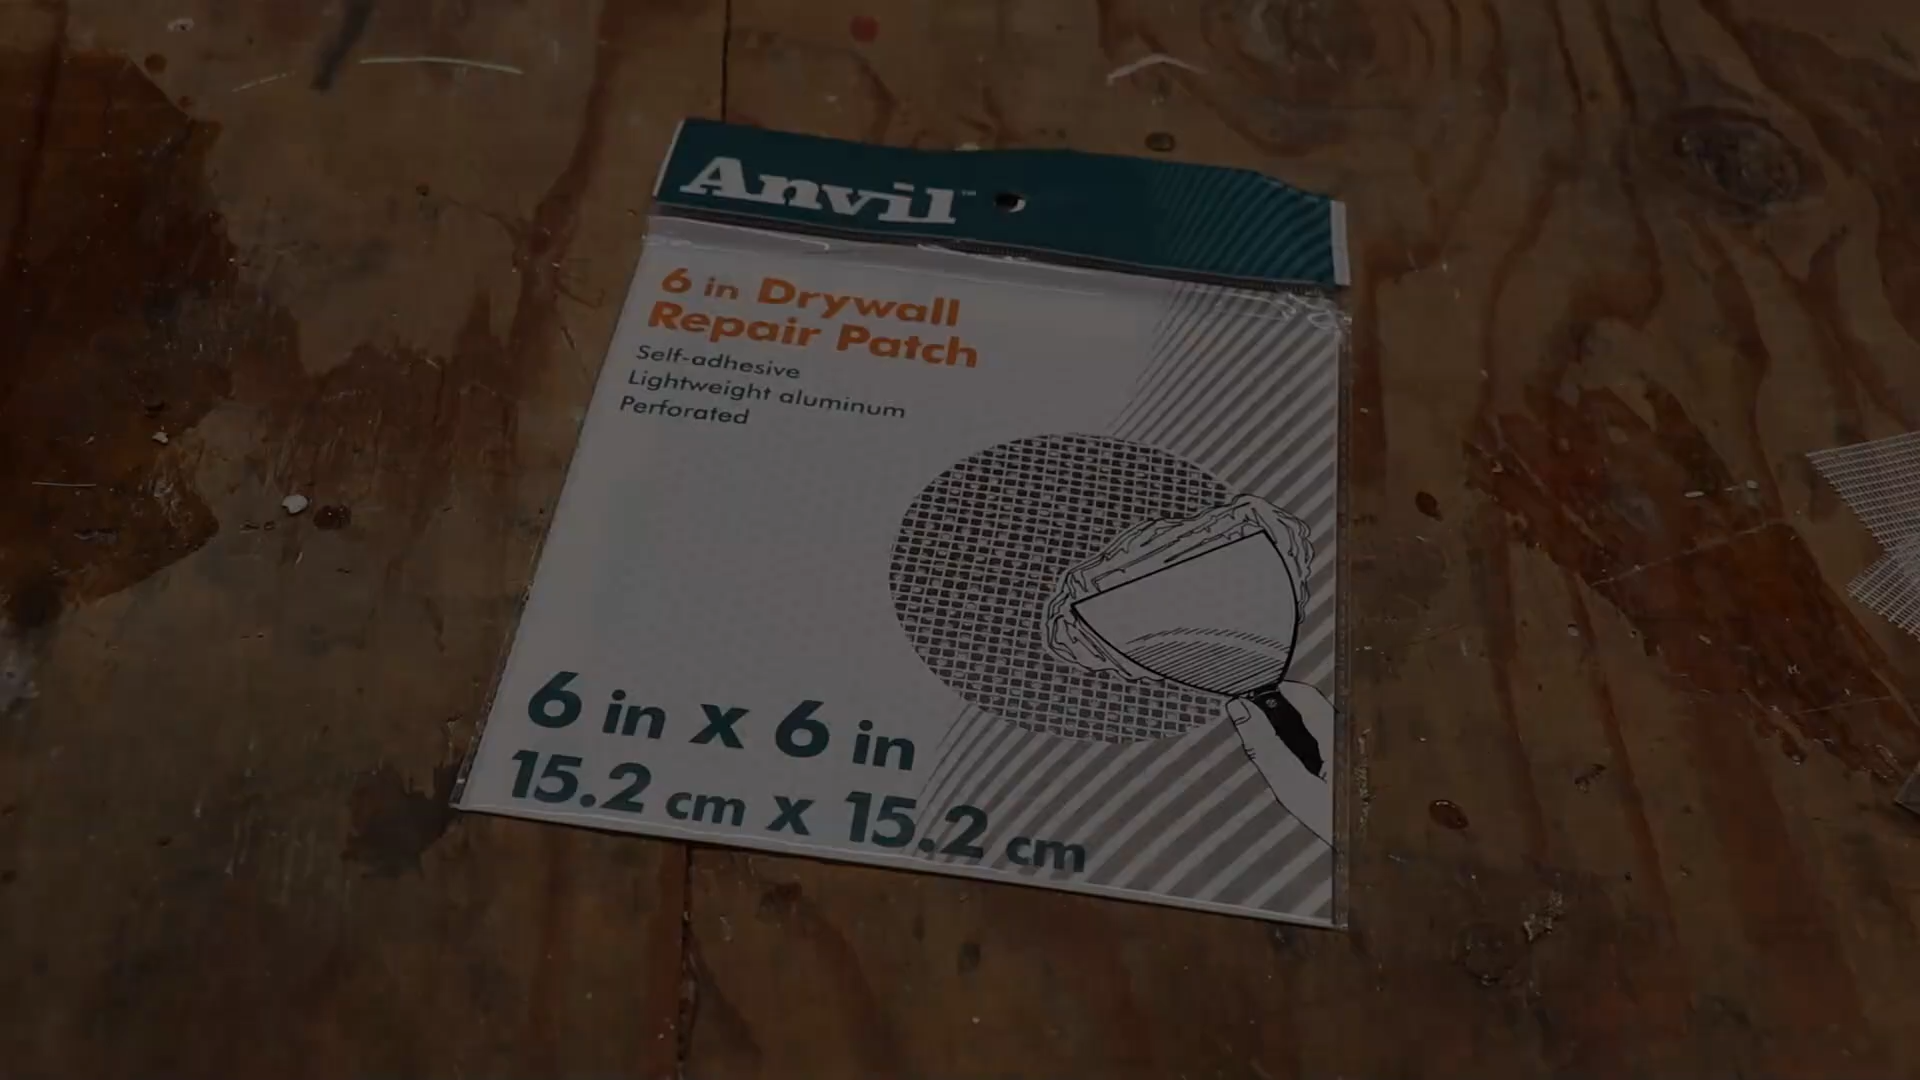 Anvil™
6 in Drywall
Repair Patch
Self-adhesive
Lightweight aluminum
Perforated
6 in x 6 in
15.2 cm x 15.2 cm